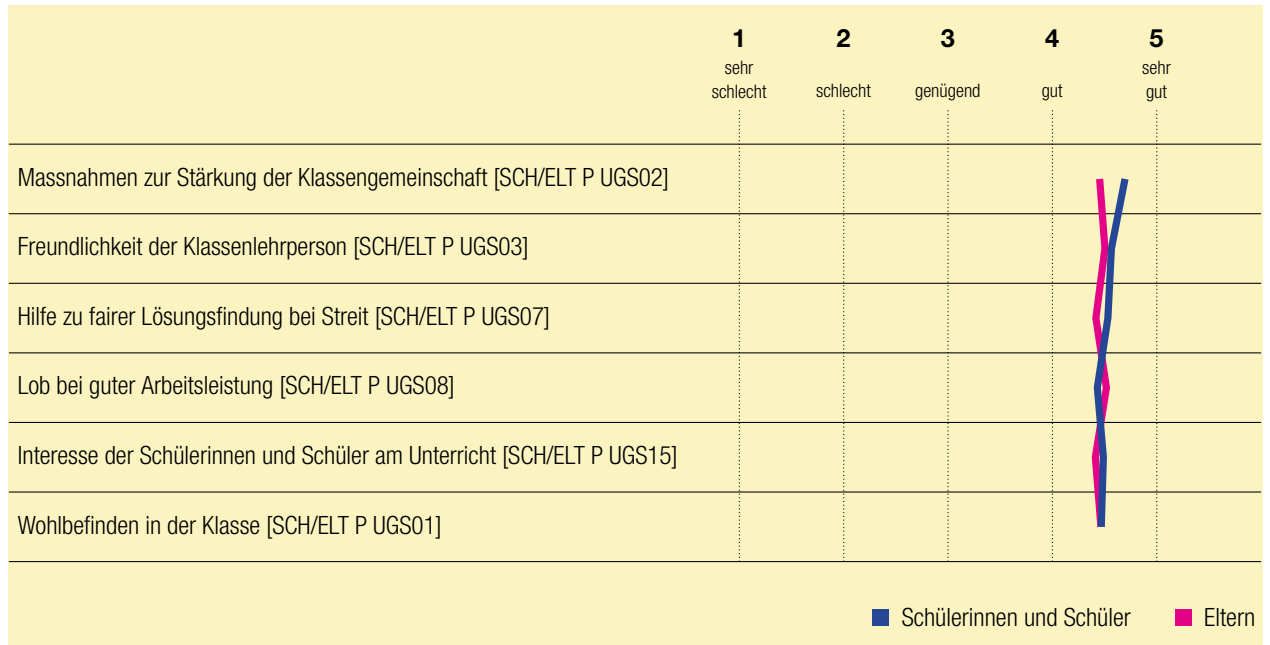 1 2 3 4 5
sehr schlecht schlecht genügend gut sehr gut
Massnahmen zur Stärkung der Klassengemeinschaft [SCH/ELT P UGS02]
Freundlichkeit der Klassenlehrperson [SCH/ELT P UGS03]
Hilfe zu fairer Lösungsfindung bei Streit [SCH/ELT P UGS07]
Lob bei guter Arbeitsleistung [SCH/ELT P UGS08]
Interesse der Schülerinnen und Schüler am Unterricht [SCH/ELT P UGS15]
Wohlbefinden in der Klasse [SCH/ELT P UGS01]
Schülerinnen und Schüler Eltern